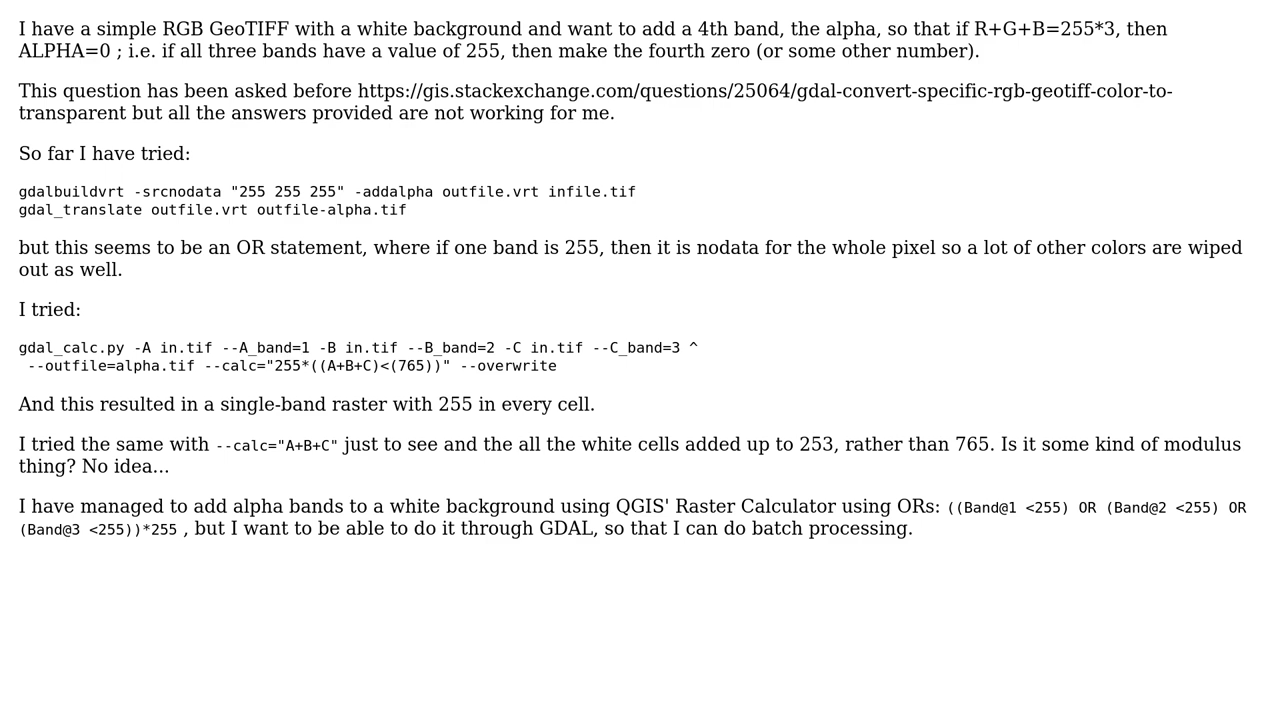 I have a simple RGB GeoTIFF with a white background and want to add a 4th band, the alpha, so that if R+G+B=255*3, then
ALPHA=0 ; i.e. if all three bands have a value of 255, then make the fourth zero (or some other number).
This question has been asked before https://gis.stackexchange.com/questions/25064/gdal-convert-specific-rgb-geotiff-color-to-
transparent but all the answers provided are not working for me.
So far I have tried:
gdalbuildvrt -srcnodata "255 255 255" -addalpha outfile.vrt infile.tif
gdal_translate outfile.vrt outfile-alpha.tif
but this seems to be an OR statement, where if one band is 255, then it is nodata for the whole pixel so a lot of other colors are wiped
out as well.
I tried:
gdal_calc.py -A in.tif --A_band=1 -B in.tif --B_band=2 -C in.tif --C_band=3 ^
--outfile=alpha.tif --calc="255*((A+B+C)<(765))" --overwrite
And this resulted in a single-band raster with 255 in every cell.
I tried the same with --calc="A+B+C" just to see and the all the white cells added up to 253, rather than 765. Is it some kind of modulus
thing? No idea...
I have managed to add alpha bands to a white background using QGIS' Raster Calculator using ORs: ((Band@1 <255) OR (Band@2 <255) OR
(Band@3 <255))*255 , but I want to be able to do it through GDAL, so that I can do batch processing.